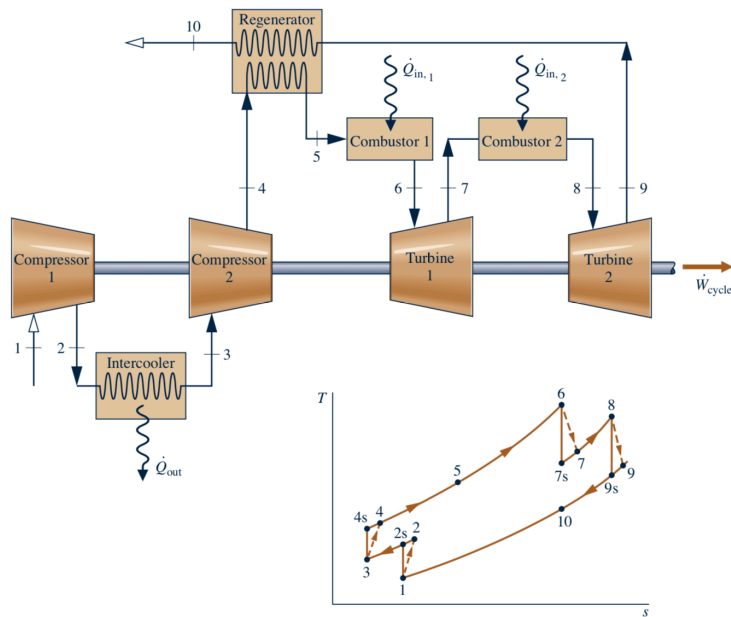 10
Regenerator
Q̇in, 1
Q̇in, 2
5
Combustor 1
Combustor 2
4
6
7
8
9
Compressor
1
Compressor
2
Turbine
1
Turbine
2
Ẇcycle
1
2
Intercooler
3
Q̇out
T
6
8
7
7s
9
9s
5
10
4s
4
2s
2
3
1
s